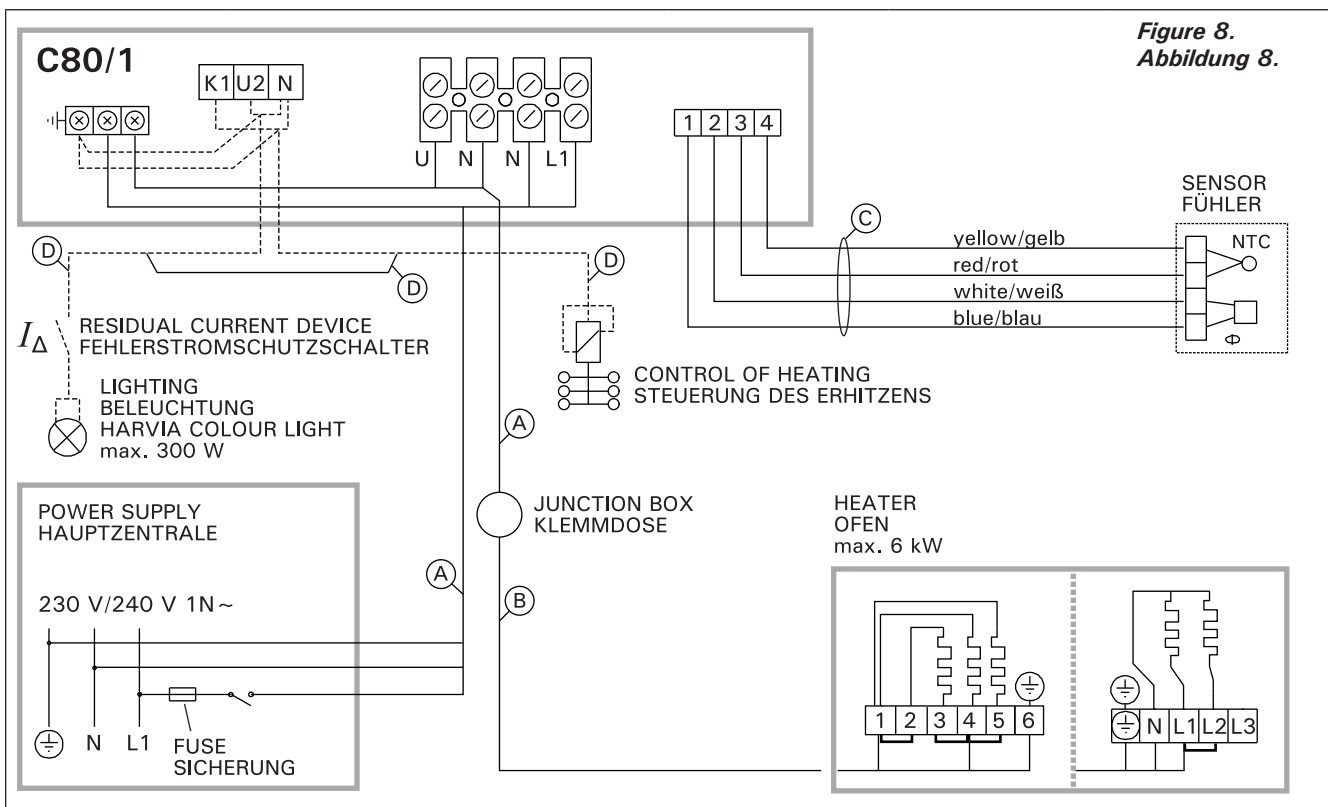 Figure 8.
Abbildung 8.
C80/1
K1 U2 N
U N N L1
1 2 3 4
SENSOR
FÜHLER
NTC
C
yellow/gelb
red/rot
white/weiß
blue/blau
D
D
D
I∆
RESIDUAL CURRENT DEVICE
FEHLERSTROMSCHUTZSCHALTER
LIGHTING
BELEUCHTUNG
HARVIA COLOUR LIGHT
max. 300 W
CONTROL OF HEATING
STEUERUNG DES ERHITZENS
A
JUNCTION BOX
KLEMMDOSE
A
B
POWER SUPPLY
HAUPTZENTRALE
230 V/240 V 1N~
N L1
FUSE
SICHERUNG
HEATER
OFEN
max. 6 kW
1 2 3 4 5 6
N L1 L2 L3